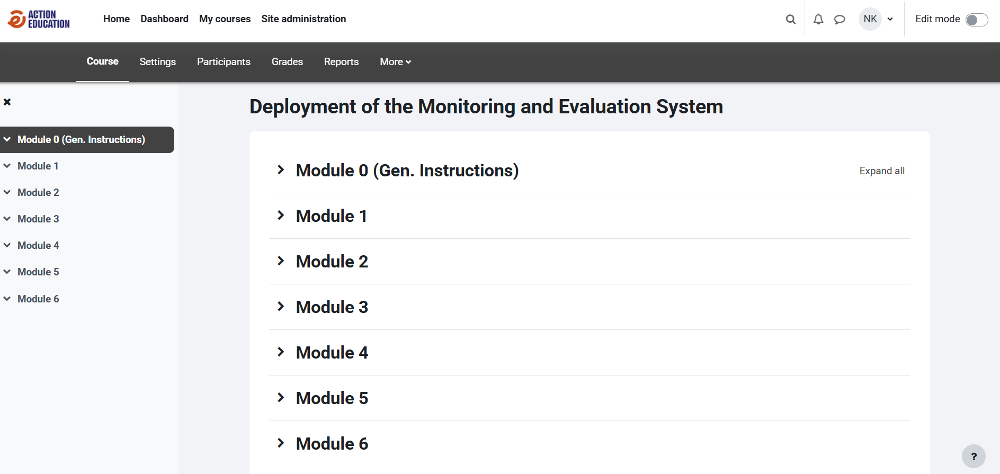 ACTION
EDUCATION
Home Dashboard My courses Site administration
NK
Edit mode
Course Settings Participants Grades Reports More
Deployment of the Monitoring and Evaluation System
Module 0 (Gen. Instructions)
Module 1
Module 2
Module 3
Module 4
Module 5
Module 6
Module 0 (Gen. Instructions)
Expand all
Module 1
Module 2
Module 3
Module 4
Module 5
Module 6
?